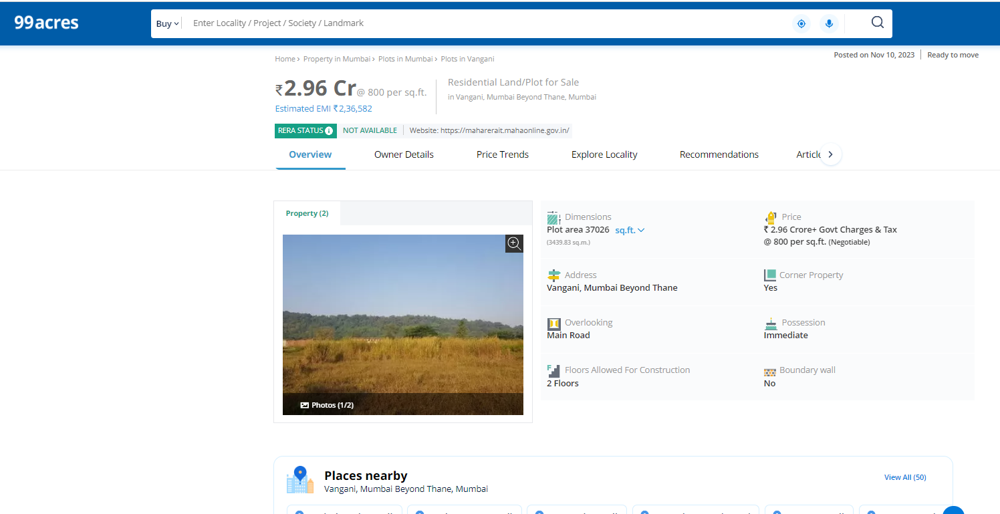 99acres
Buy
Enter Locality / Project / Society / Landmark
Home › Property in Mumbai › Plots in Mumbai › Plots in Vangani
Posted on Nov 10, 2023 | Ready to move
₹2.96 Cr@ 800 per sq.ft.
Estimated EMI ₹2,36,582
Residential Land/Plot for Sale
in Vangani, Mumbai Beyond Thane, Mumbai
RERA STATUS i NOT AVAILABLE | Website: https://maharerait.mahaonline.gov.in/
Overview Owner Details Price Trends Explore Locality Recommendations Article
Property (2)
Photos (1/2)
Dimensions
Plot area 37026 sq.ft.
(3439.83 sq.m.)
Price
₹ 2.96 Crore+ Govt Charges & Tax
@ 800 per sq.ft. (Negotiable)
Address
Vangani, Mumbai Beyond Thane
Corner Property
Yes
Overlooking
Main Road
Possession
Immediate
F Floors Allowed For Construction
2 Floors
Boundary wall
No
Places nearby
Vangani, Mumbai Beyond Thane, Mumbai
View All (50)